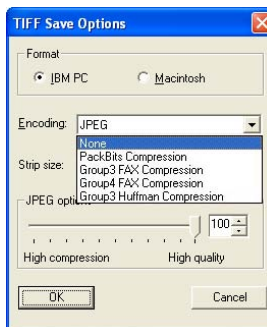 TIFF Save Options
Format
IBM PC
Macintosh
Encoding: JPEG
None
PackBits Compression
Group3 FAX Compression
Group4 FAX Compression
Group3 Huffman Compression
Strip size:
JPEG opti
100
High compression High quality
OK Cancel